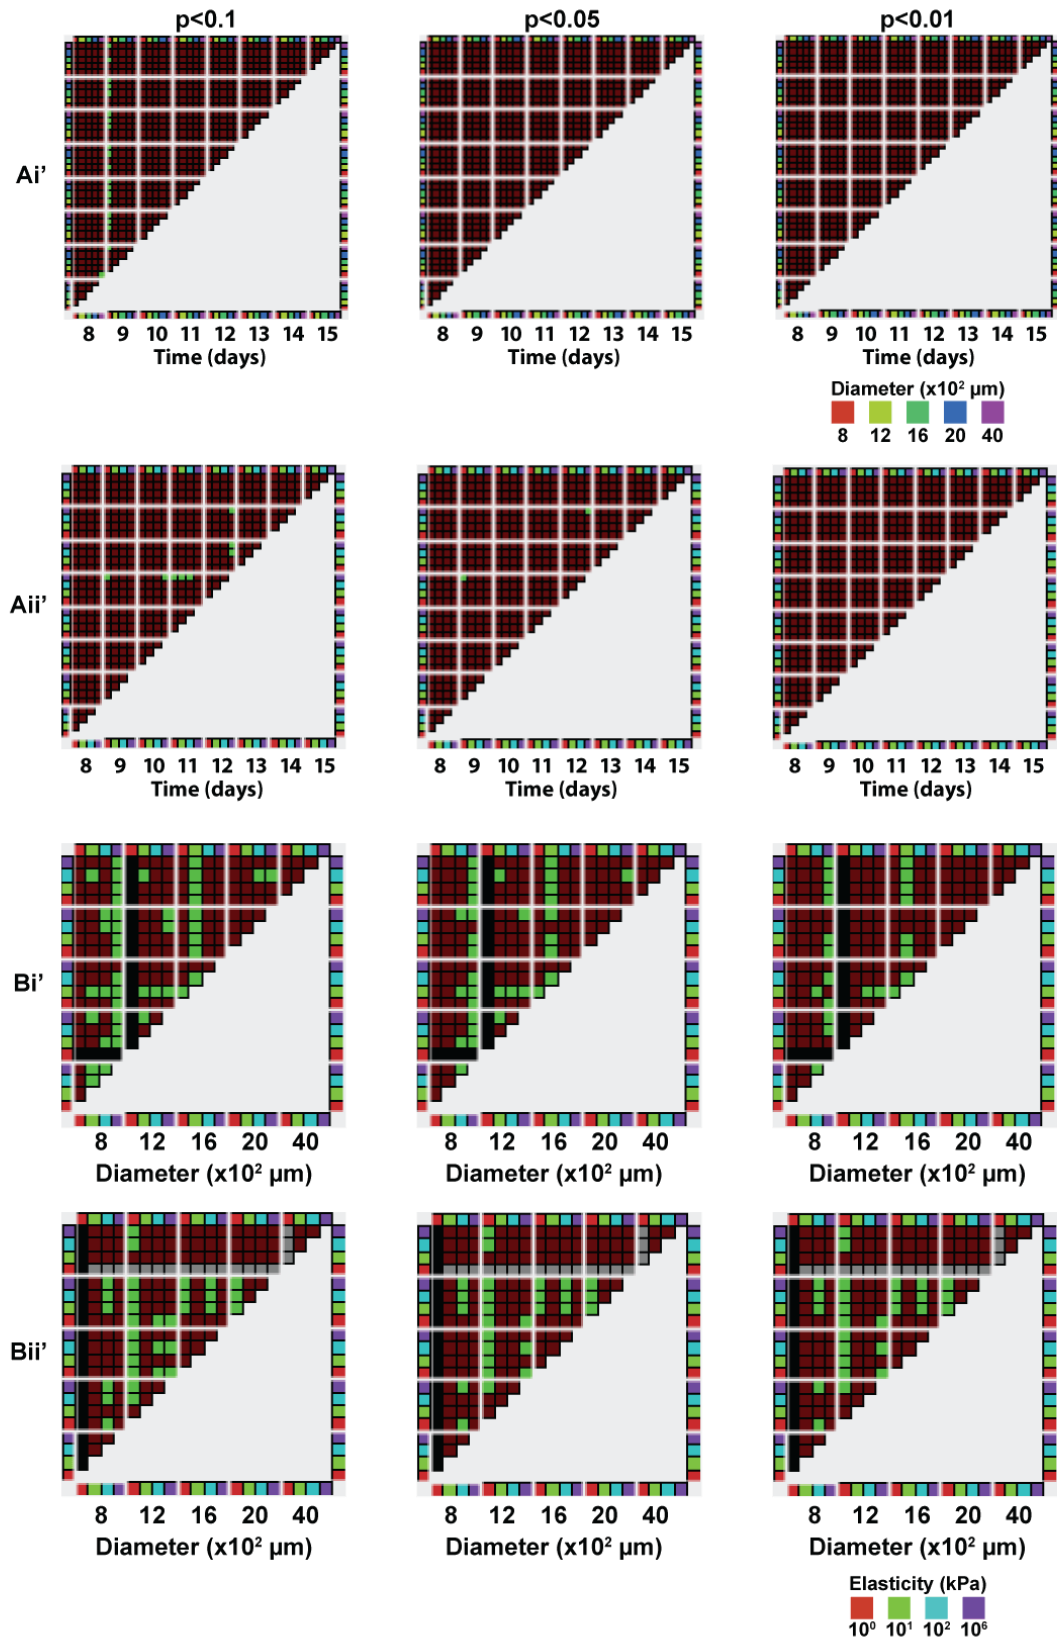 p<0.1 p<0.05 p<0.01
Ai’
8 9 10 11 12 13 14 15 8 9 10 11 12 13 14 15 8 9 10 11 12 13 14 15
Time (days) Time (days) Time (days)
Diameter (x10² µm)
8 12 16 20 40
Aii’
8 9 10 11 12 13 14 15 8 9 10 11 12 13 14 15 8 9 10 11 12 13 14 15
Time (days) Time (days) Time (days)
Bi’
8 12 16 20 40 8 12 16 20 40 8 12 16 20 40
Diameter (x10² µm) Diameter (x10² µm) Diameter (x10² µm)
Bii’
8 12 16 20 40 8 12 16 20 40 8 12 16 20 40
Diameter (x10² µm) Diameter (x10² µm) Diameter (x10² µm)
Elasticity (kPa)
10⁰ 10¹ 10² 10⁶